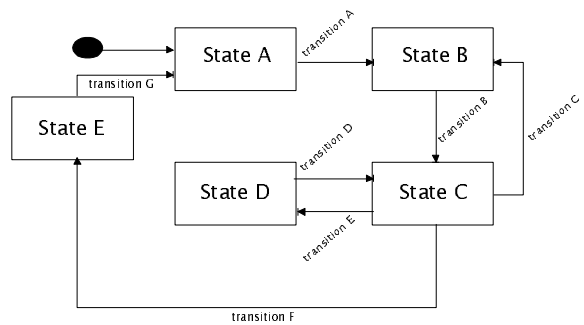 transition A
State A
State B
transition G
transition B
transition C
State E
transition D
State D
State C
transition E
transition F